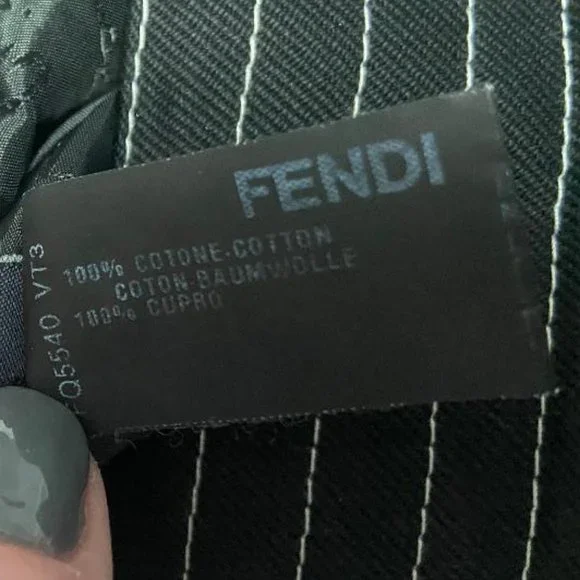 FENDI
100% COTONE-COTTON
COTON-BAUMWOLLE
100% CUPRO
FQ5540 VT3